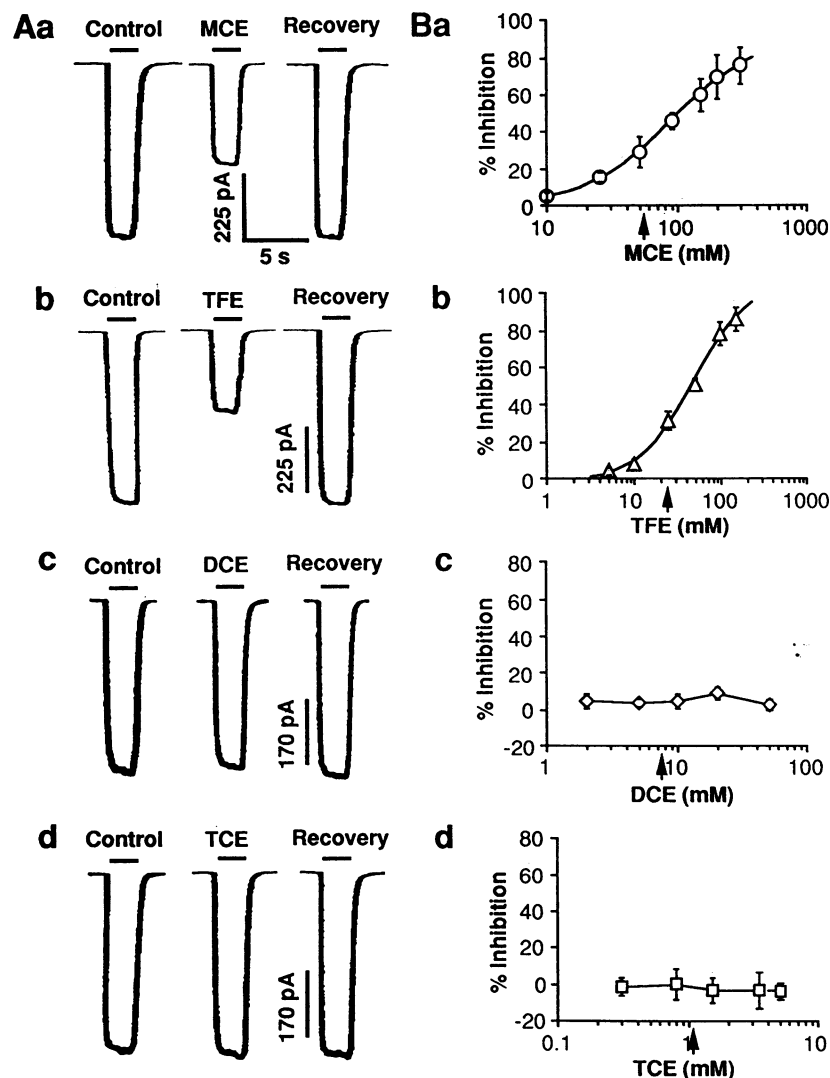 Aa
Control MCE Recovery
225 pA
5 s
Ba
% Inhibition
100
80
60
40
20
0
10 100 1000
MCE (mM)
b
Control TFE Recovery
225 pA
b
% Inhibition
100
80
60
40
20
0
1 10 100 1000
TFE (mM)
c
Control DCE Recovery
170 pA
c
% Inhibition
80
60
40
20
0
-20
1 10 100
DCE (mM)
d
Control TCE Recovery
170 pA
d
% Inhibition
80
60
40
20
0
-20
0.1 1 10
TCE (mM)